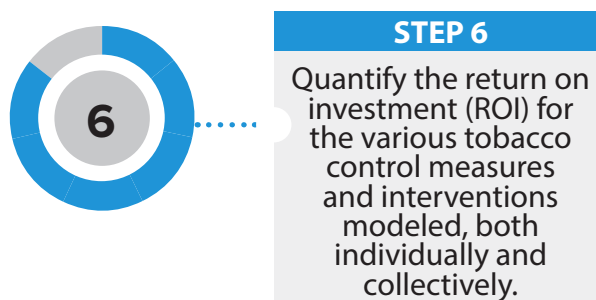 6
STEP 6
Quantify the return on
investment (ROI) for
the various tobacco
control measures
and interventions
modeled, both
individually and
collectively.